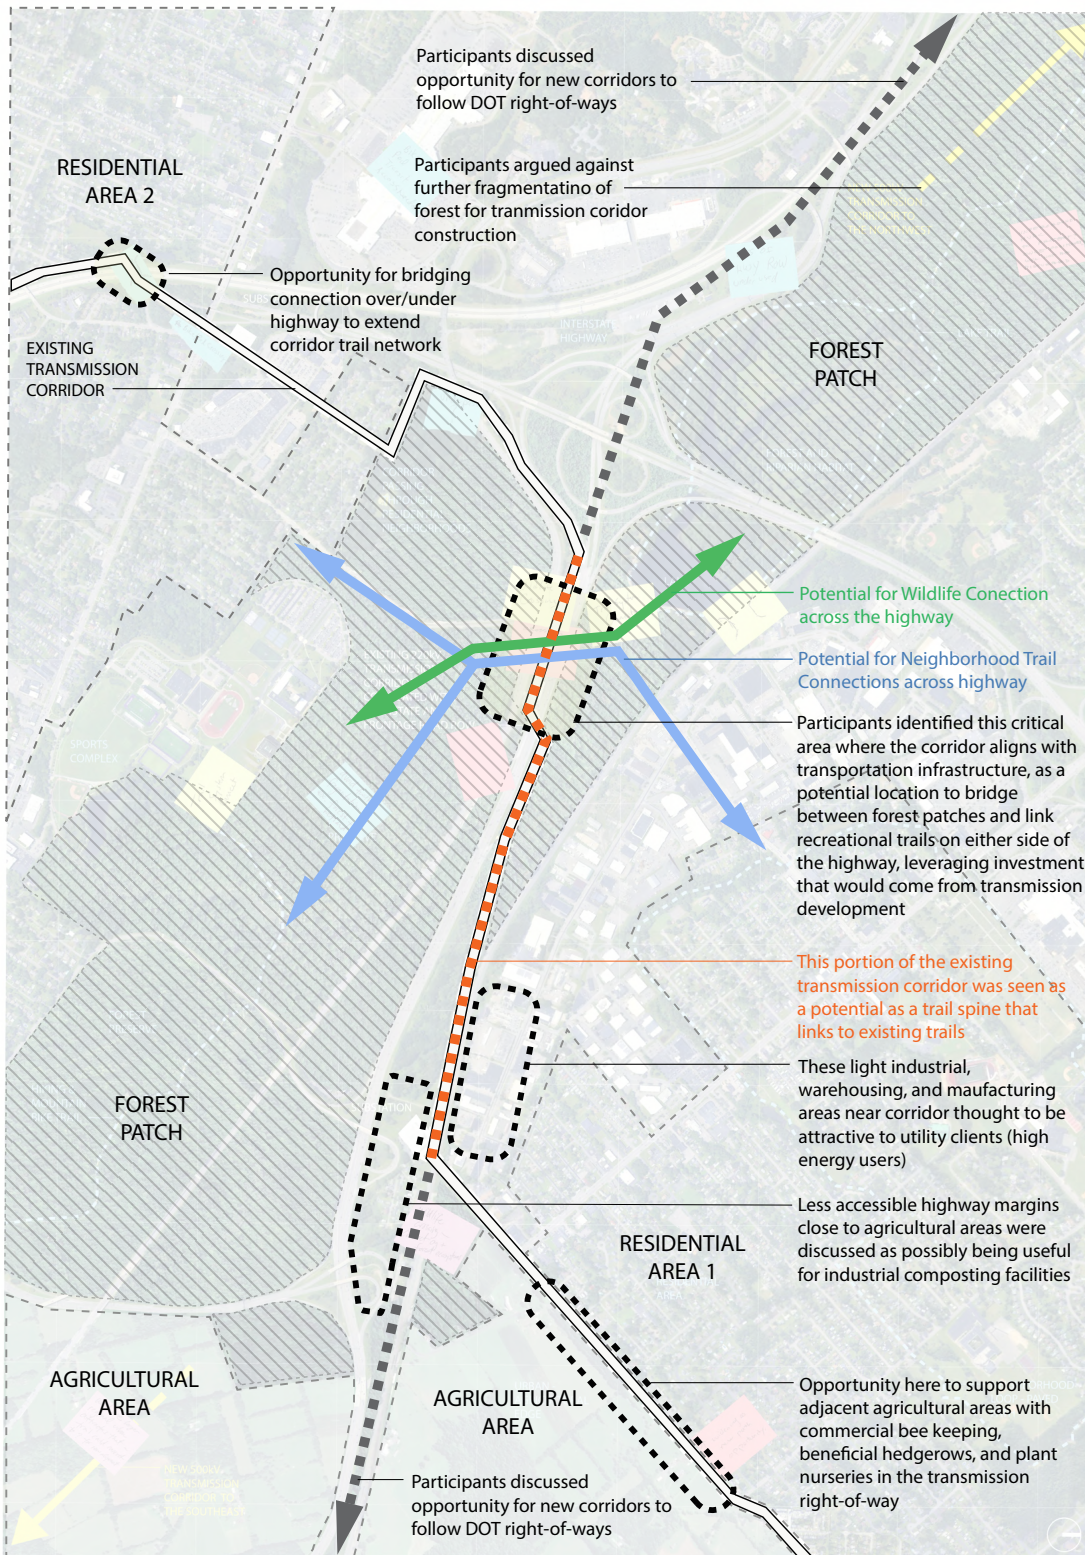 Participants discussed
opportunity for new corridors to
follow DOT right-of-ways
Participants argued against
further fragmentatino of
forest for tranmission coridor
construction
RESIDENTIAL
AREA 2
Opportunity for bridging
connection over/under
highway to extend
corridor trail network
EXISTING
TRANSMISSION
CORRIDOR
INTERSTATE
HIGHWAY
FOREST
PATCH
Potential for Wildlife Conection
across the highway
Potential for Neighborhood Trail
Connections across highway
Participants identified this critical
area where the corridor aligns with
transportation infrastructure, as a
potential location to bridge
between forest patches and link
recreational trails on either side of
the highway, leveraging investment
that would come from transmission
development
This portion of the existing
transmission corridor was seen as
a potential as a trail spine that
links to existing trails
These light industrial,
warehousing, and maufacturing
areas near corridor thought to be
attractive to utility clients (high
energy users)
FOREST
PATCH
Less accessible highway margins
close to agricultural areas were
discussed as possibly being useful
for industrial composting facilities
RESIDENTIAL
AREA 1
AGRICULTURAL
AREA
AGRICULTURAL
AREA
Opportunity here to support
adjacent agricultural areas with
commercial bee keeping,
beneficial hedgerows, and plant
nurseries in the transmission
right-of-way
Participants discussed
opportunity for new corridors to
follow DOT right-of-ways